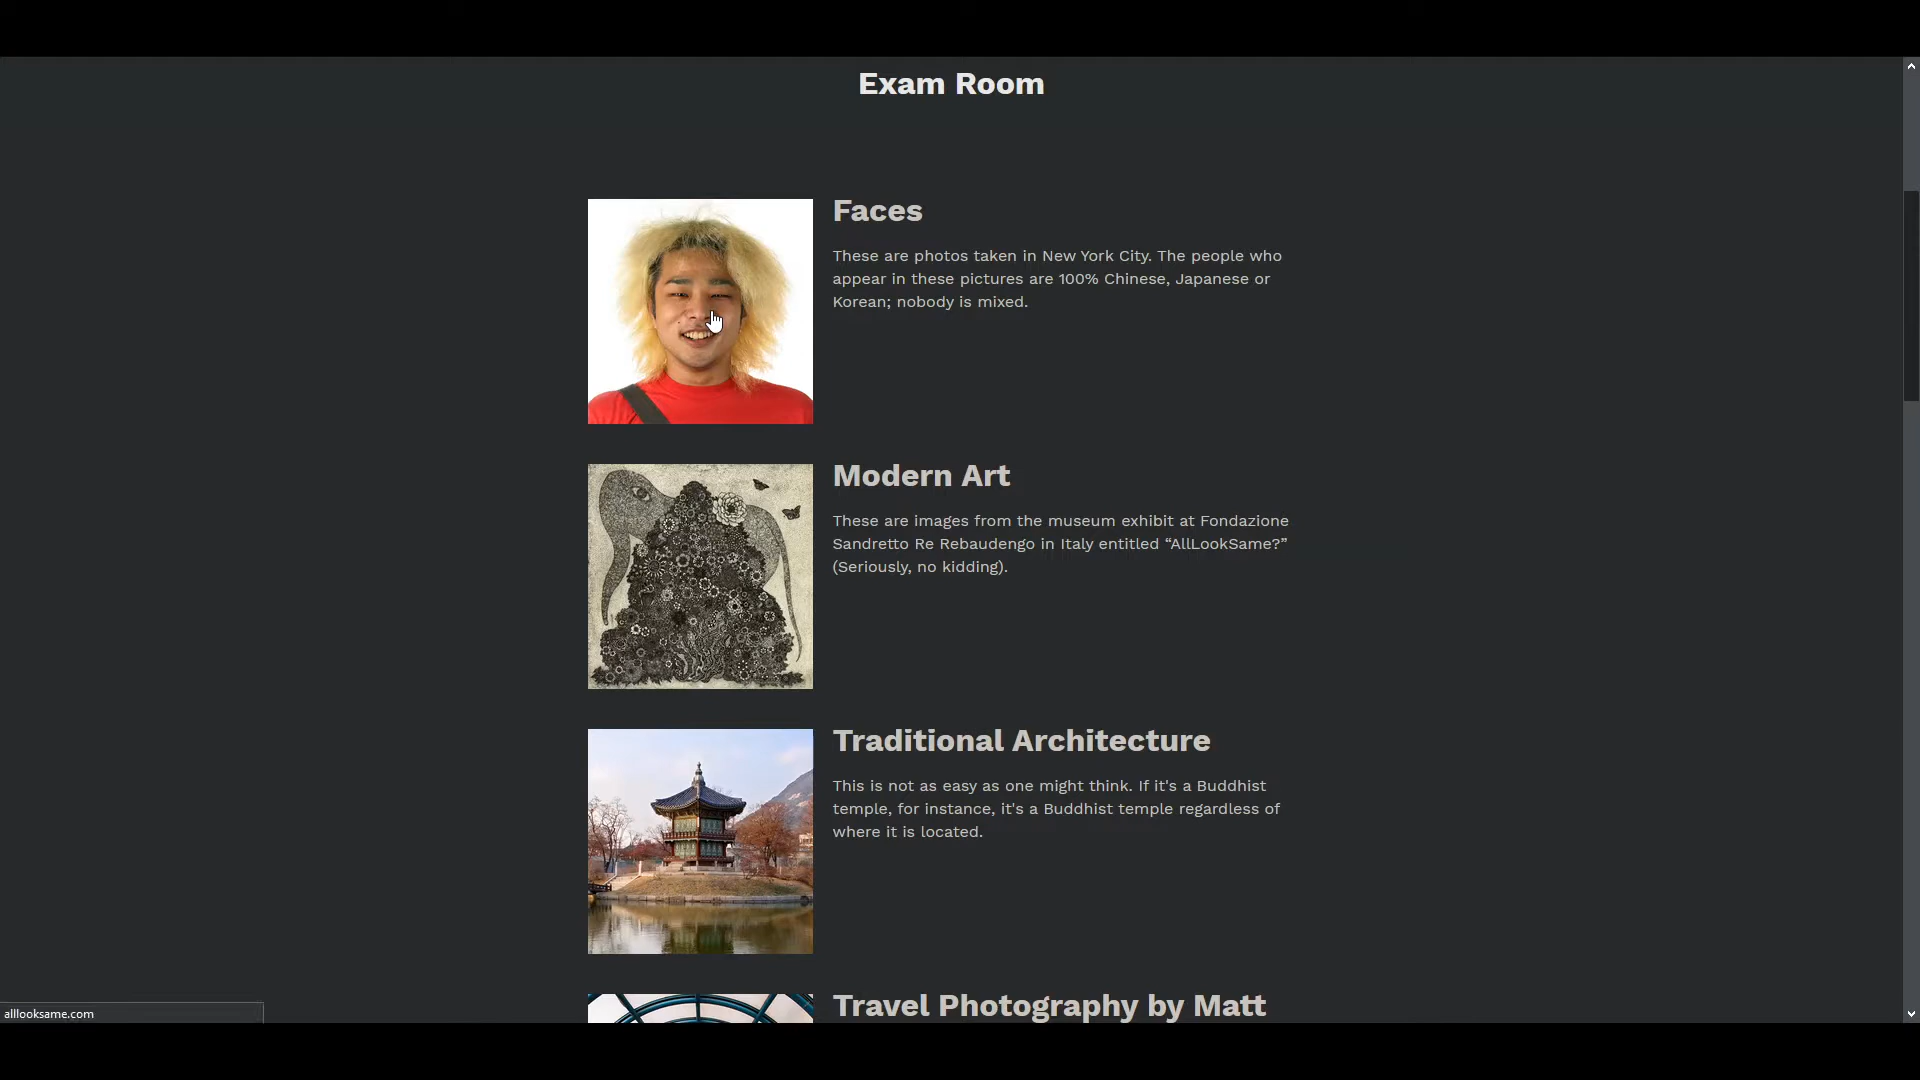 Exam Room
Faces
These are photos taken in New York City. The people who
appear in these pictures are 100% Chinese, Japanese or
Korean; nobody is mixed.
Modern Art
These are images from the museum exhibit at Fondazione
Sandretto Re Rebaudengo in Italy entitled “AllLookSame?”
(Seriously, no kidding).
Traditional Architecture
This is not as easy as one might think. If it's a Buddhist
temple, for instance, it's a Buddhist temple regardless of
where it is located.
Travel Photography by Matt
alllooksame.com